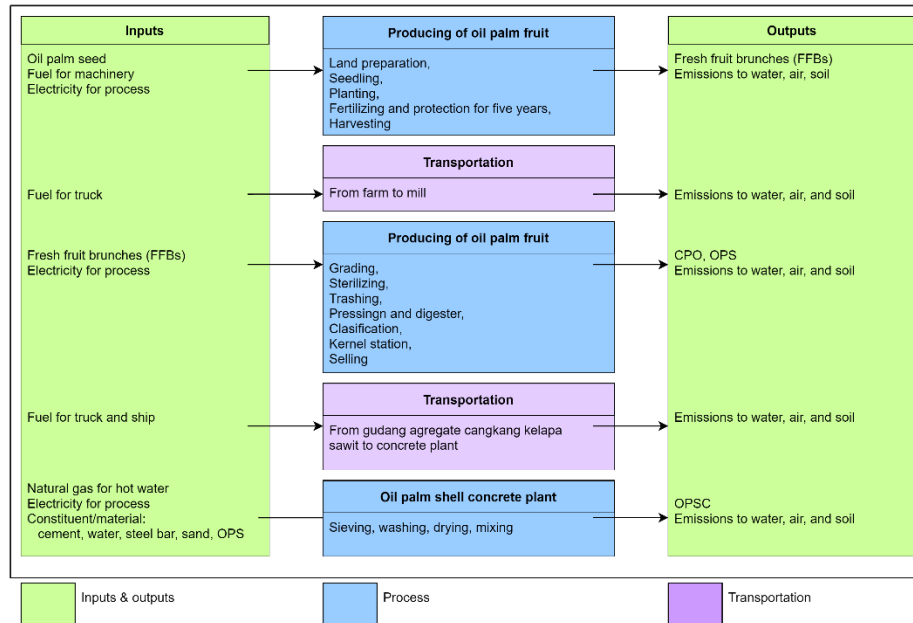 Inputs
Oil palm seed
Fuel for machinery
Electricity for process
Producing of oil palm fruit
Land preparation,
Seedling,
Planting,
Fertilizing and protection for five years,
Harvesting
Outputs
Fresh fruit brunches (FFBs)
Emissions to water, air, soil
Fuel for truck
Transportation
From farm to mill
Emissions to water, air, and soil
Fresh fruit brunches (FFBs)
Electricity for process
Producing of oil palm fruit
Grading,
Sterilizing,
Trashing,
Pressingn and digester,
Clasification,
Kernel station,
Selling
CPO, OPS
Emissions to water, air, and soil
Fuel for truck and ship
Transportation
From gudang agregate cangkang kelapa
sawit to concrete plant
Emissions to water, air, and soil
Natural gas for hot water
Electricity for process
Constituent/material:
cement, water, steel bar, sand, OPS
Oil palm shell concrete plant
Sieving, washing, drying, mixing
OPSC
Emissions to water, air, and soil
Inputs & outputs
Process
Transportation